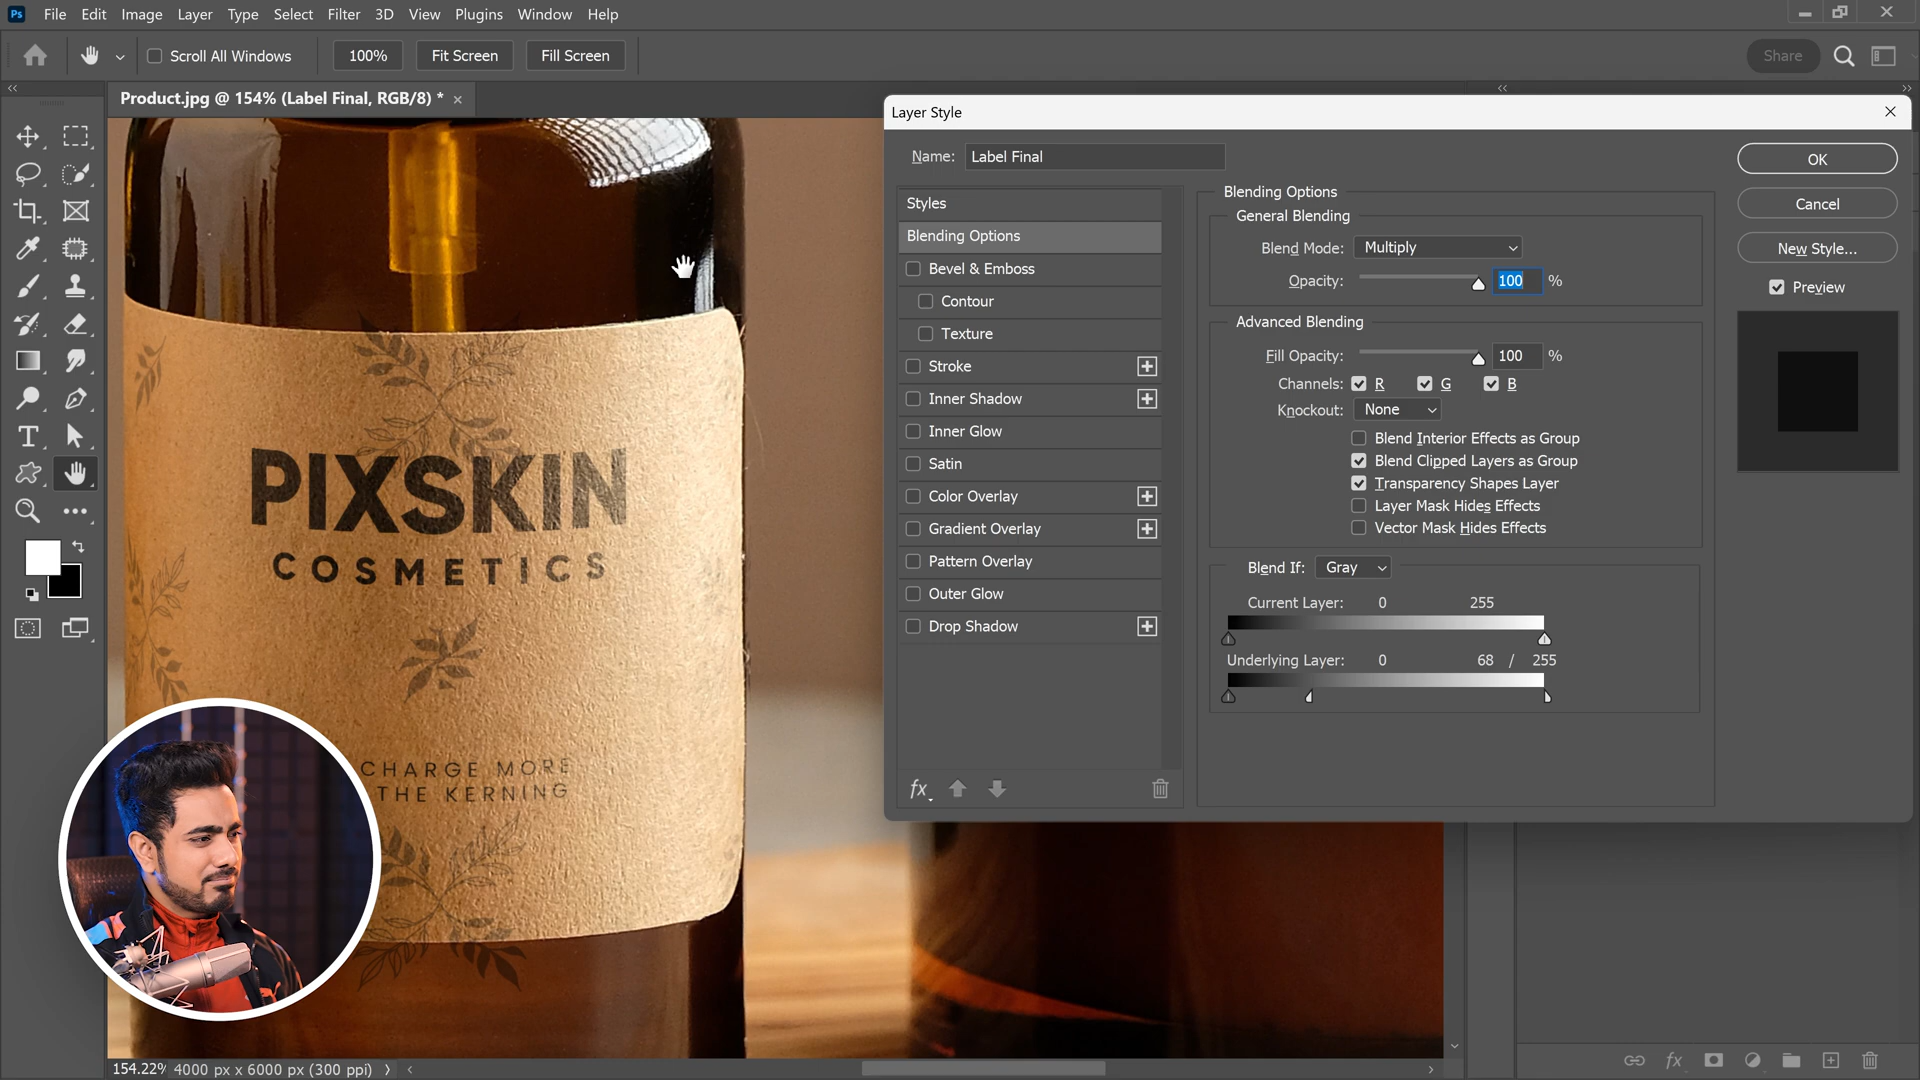 Ps File Edit Image Layer Type Select Filter 3D View Plugins Window Help
Scroll All Windows 100% Fit Screen Fill Screen Share
Product.jpg @ 154% (Label Final, RGB/8) * ×
PIXSKIN
COSMETICS
CHARGE MORE
THE KERNING
154.22% 4000 px x 6000 px (300 ppi)
Layer Style
Name: Label Final
Styles
Blending Options
Bevel & Emboss
Contour
Texture
Stroke
Inner Shadow
Inner Glow
Satin
Color Overlay
Gradient Overlay
Pattern Overlay
Outer Glow
Drop Shadow
fx
Blending Options
General Blending
Blend Mode: Multiply
Opacity: 100 %
Advanced Blending
Fill Opacity: 100 %
Channels: R G B
Knockout: None
Blend Interior Effects as Group
Blend Clipped Layers as Group
Transparency Shapes Layer
Layer Mask Hides Effects
Vector Mask Hides Effects
Blend If: Gray
Current Layer: 0 255
Underlying Layer: 0 68 / 255
OK
Cancel
New Style...
Preview
fx